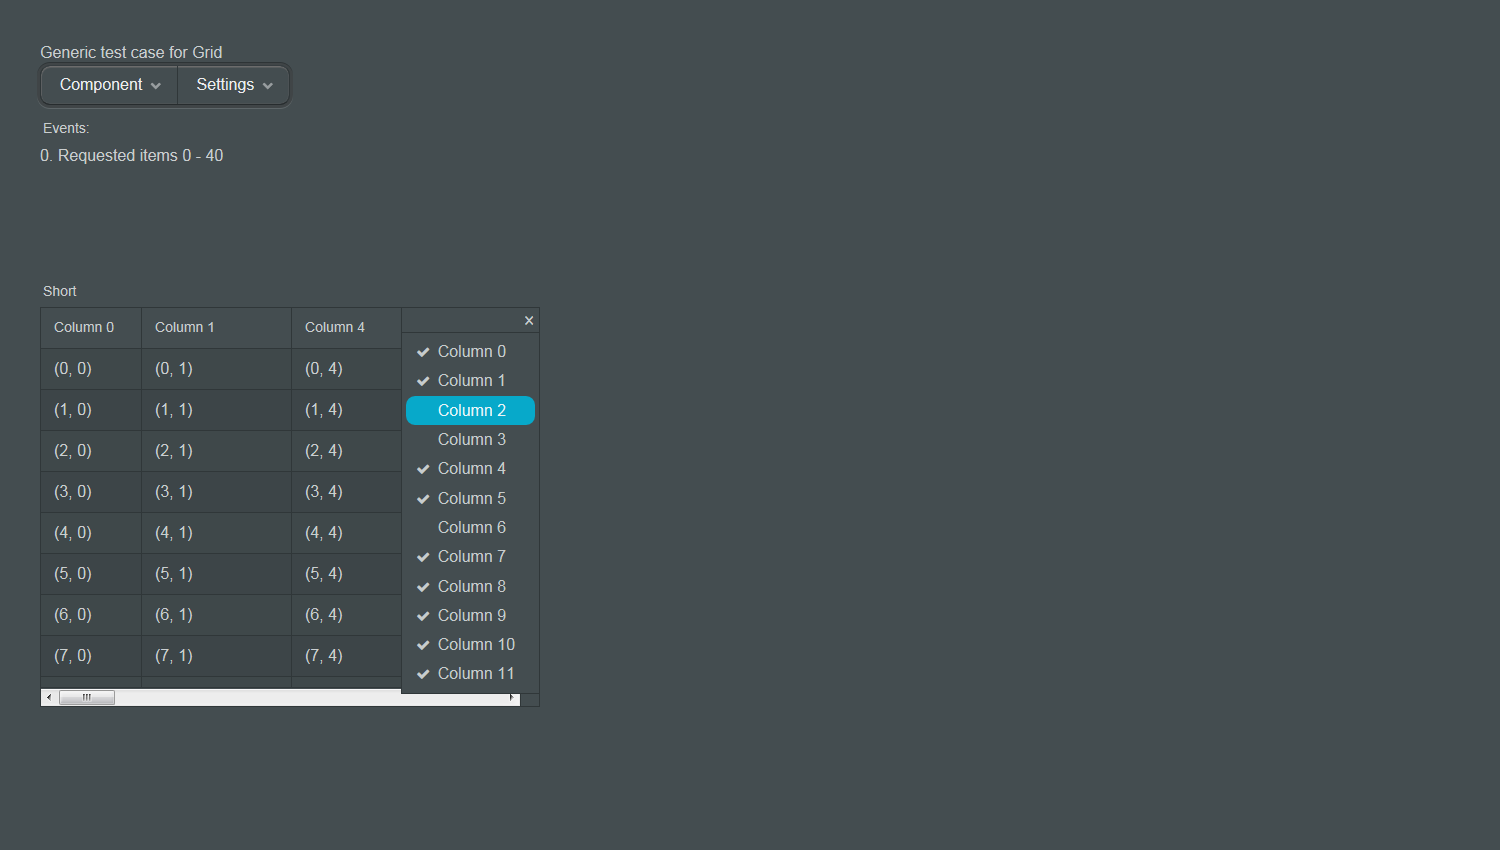 Generic test case for Grid
Component Settings
Events:
0. Requested items 0 - 40
Short
Column 0 Column 1 Column 4
(0, 0) (0, 1) (0, 4)
(1, 0) (1, 1) (1, 4)
(2, 0) (2, 1) (2, 4)
(3, 0) (3, 1) (3, 4)
(4, 0) (4, 1) (4, 4)
(5, 0) (5, 1) (5, 4)
(6, 0) (6, 1) (6, 4)
(7, 0) (7, 1) (7, 4)
Column 0
Column 1
Column 2
Column 3
Column 4
Column 5
Column 6
Column 7
Column 8
Column 9
Column 10
Column 11